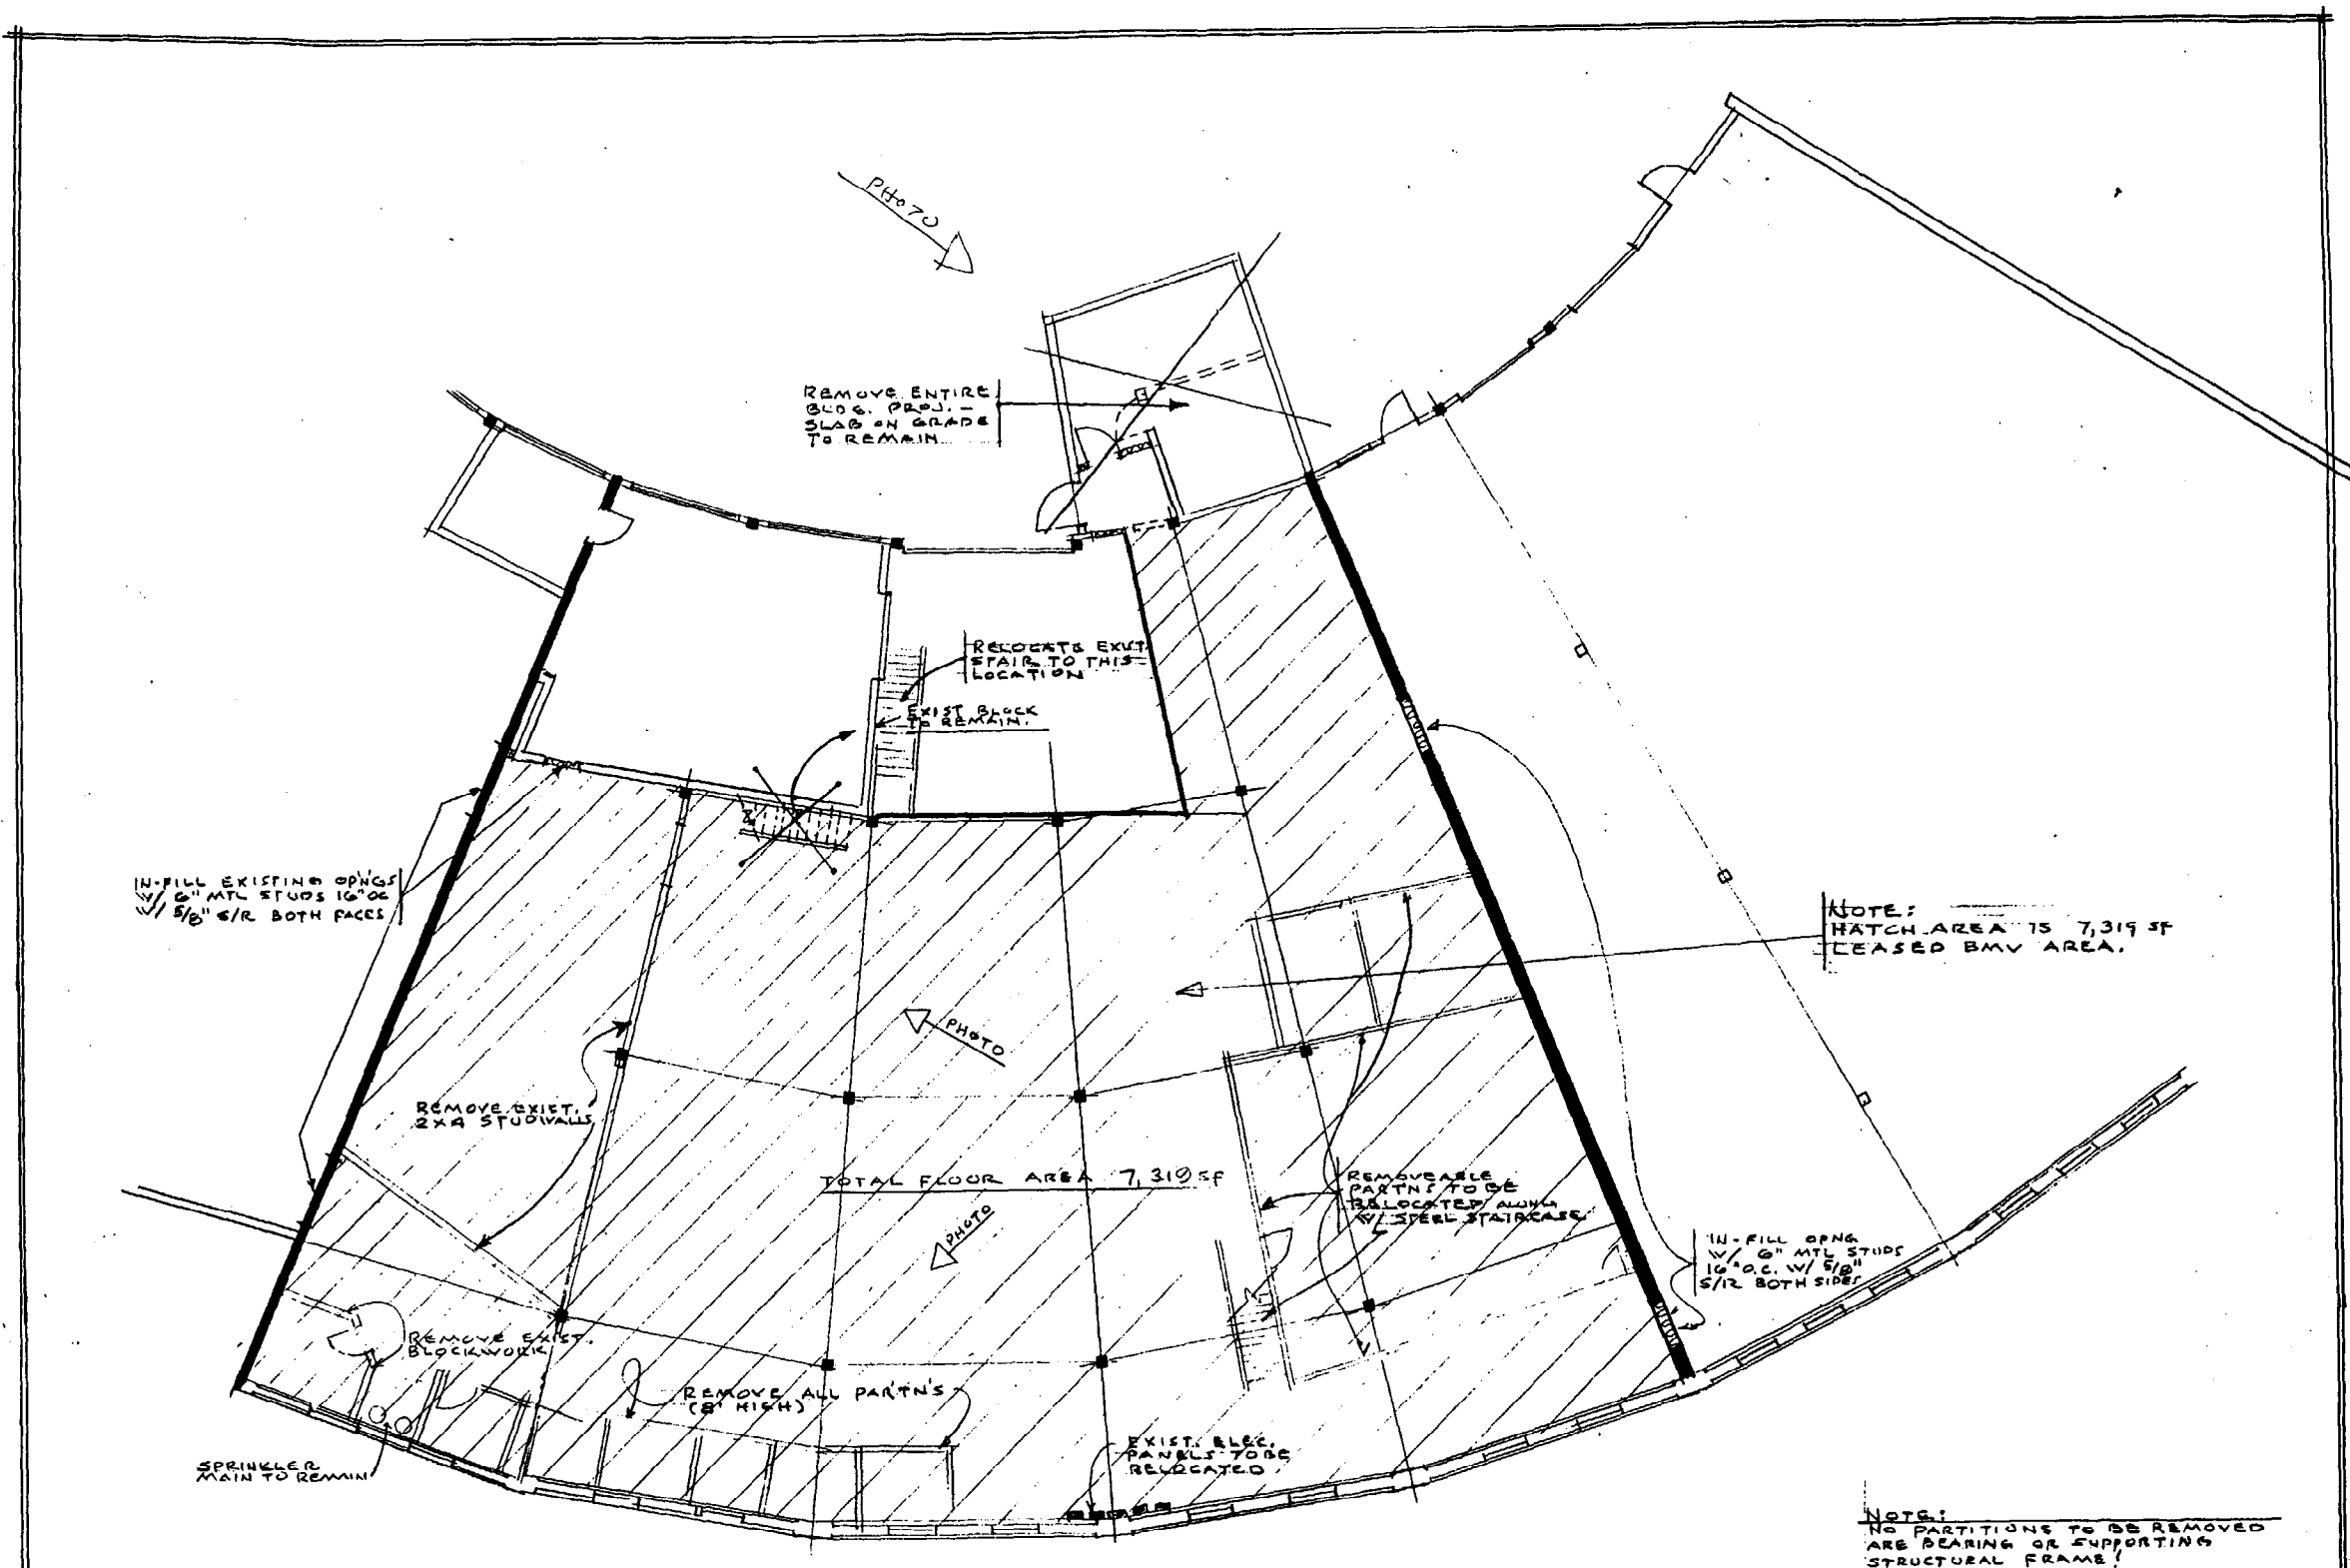 PHOTO
REMOVE ENTIRE
BLDG. PROJ. -
SLAB ON GRADE
TO REMAIN
RELOCATE EXIST
STAIR TO THIS
LOCATION
EXIST BLOCK
TO REMAIN.
IN-FILL EXISTING OPN'GS
W/ 6" MTL STUDS 16" OC
W/ 5/8" S/R BOTH FACES
NOTE:
HATCH AREA IS 7,319 SF
LEASED BMV AREA.
PHOTO
REMOVE EXIST.
2X4 STUDWALLS
TOTAL FLOOR AREA 7,319 SF
REMOVEABLE
PARTNS TO BE
RELOCATED ALONG
W/ STEEL STAIRCASE
PHOTO
IN-FILL OPNG
W/ 6" MTL STUDS
16" O.C. W/ 5/8"
S/R BOTH SIDES
REMOVE EXIST.
BLOCKWORK
REMOVE ALL PARTN'S
(8' HIGH)
SPRINKLER
MAIN TO REMAIN
EXIST. ELEC.
PANELS TO BE
RELOCATED
NOTE:
NO PARTITIONS TO BE REMOVED
ARE BEARING OR SUPPORTING
STRUCTURAL FRAME!